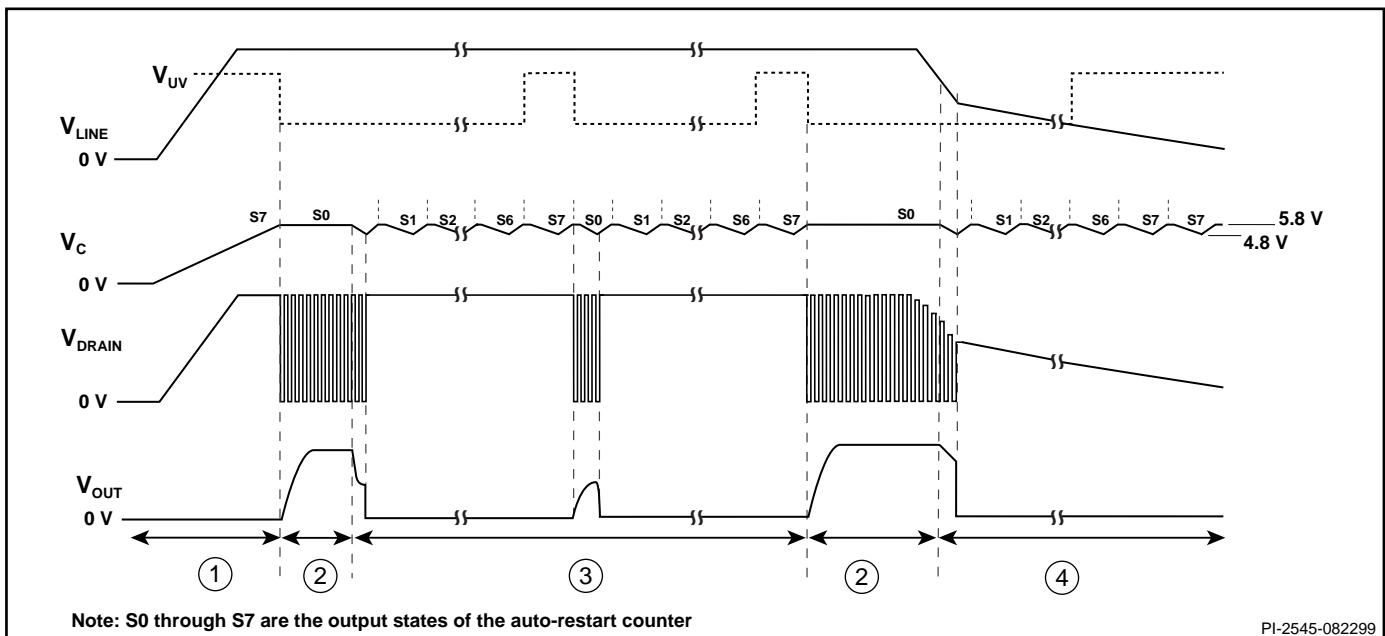 VUV
VLINE
0 V
S7 S0 S1 S2 S6 S7 S0 S1 S2 S6 S7 S0 S1 S2 S6 S7 S7
5.8 V
4.8 V
VC
0 V
VDRAIN
0 V
VOUT
0 V
1 2 3 2 4
Note: S0 through S7 are the output states of the auto-restart counter
PI-2545-082299